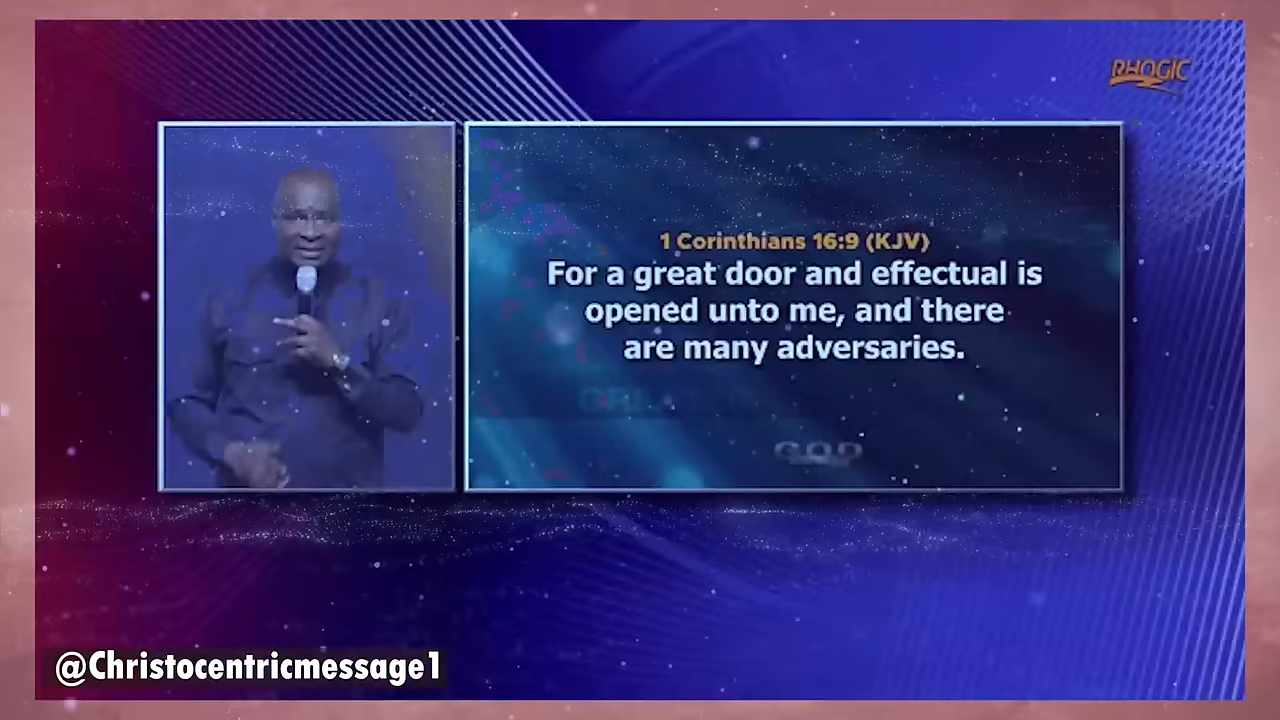 RHOGIC
1 Corinthians 16:9 (KJV)
For a great door and effectual is
opened unto me, and there
are many adversaries.
GOD
@Christocentricmessage1